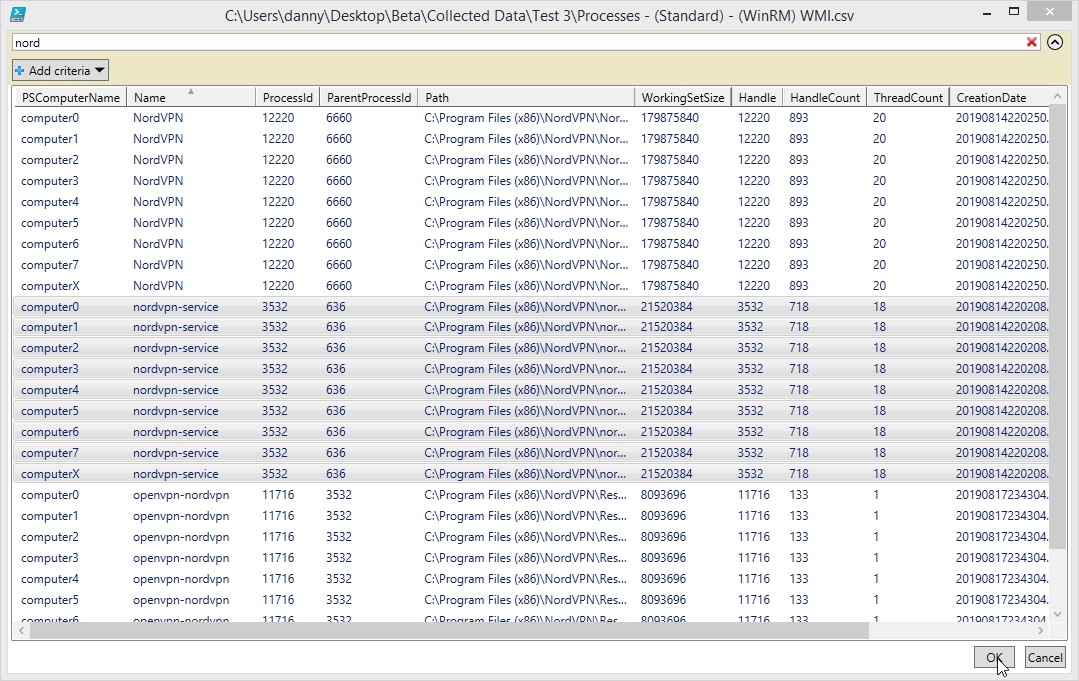 C:\Users\danny\Desktop\Beta\Collected Data\Test 3\Processes - (Standard) - (WinRM) WMI.csv
nord
Add criteria
PSComputerName Name ProcessId ParentProcessId Path WorkingSetSize Handle HandleCount ThreadCount CreationDate
computer0 NordVPN 12220 6660 C:\Program Files (x86)\NordVPN\Nor... 179875840 12220 893 20 20190814220250.
computer1 NordVPN 12220 6660 C:\Program Files (x86)\NordVPN\Nor... 179875840 12220 893 20 20190814220250.
computer2 NordVPN 12220 6660 C:\Program Files (x86)\NordVPN\Nor... 179875840 12220 893 20 20190814220250.
computer3 NordVPN 12220 6660 C:\Program Files (x86)\NordVPN\Nor... 179875840 12220 893 20 20190814220250.
computer4 NordVPN 12220 6660 C:\Program Files (x86)\NordVPN\Nor... 179875840 12220 893 20 20190814220250.
computer5 NordVPN 12220 6660 C:\Program Files (x86)\NordVPN\Nor... 179875840 12220 893 20 20190814220250.
computer6 NordVPN 12220 6660 C:\Program Files (x86)\NordVPN\Nor... 179875840 12220 893 20 20190814220250.
computer7 NordVPN 12220 6660 C:\Program Files (x86)\NordVPN\Nor... 179875840 12220 893 20 20190814220250.
computerX NordVPN 12220 6660 C:\Program Files (x86)\NordVPN\Nor... 179875840 12220 893 20 20190814220250.
computer0 nordvpn-service 3532 636 C:\Program Files (x86)\NordVPN\nor... 21520384 3532 718 18 20190814220208.
computer1 nordvpn-service 3532 636 C:\Program Files (x86)\NordVPN\nor... 21520384 3532 718 18 20190814220208.
computer2 nordvpn-service 3532 636 C:\Program Files (x86)\NordVPN\nor... 21520384 3532 718 18 20190814220208.
computer3 nordvpn-service 3532 636 C:\Program Files (x86)\NordVPN\nor... 21520384 3532 718 18 20190814220208.
computer4 nordvpn-service 3532 636 C:\Program Files (x86)\NordVPN\nor... 21520384 3532 718 18 20190814220208.
computer5 nordvpn-service 3532 636 C:\Program Files (x86)\NordVPN\nor... 21520384 3532 718 18 20190814220208.
computer6 nordvpn-service 3532 636 C:\Program Files (x86)\NordVPN\nor... 21520384 3532 718 18 20190814220208.
computer7 nordvpn-service 3532 636 C:\Program Files (x86)\NordVPN\nor... 21520384 3532 718 18 20190814220208.
computerX nordvpn-service 3532 636 C:\Program Files (x86)\NordVPN\nor... 21520384 3532 718 18 20190814220208.
computer0 openvpn-nordvpn 11716 3532 C:\Program Files (x86)\NordVPN\Res... 8093696 11716 133 1 20190817234304.
computer1 openvpn-nordvpn 11716 3532 C:\Program Files (x86)\NordVPN\Res... 8093696 11716 133 1 20190817234304.
computer2 openvpn-nordvpn 11716 3532 C:\Program Files (x86)\NordVPN\Res... 8093696 11716 133 1 20190817234304.
computer3 openvpn-nordvpn 11716 3532 C:\Program Files (x86)\NordVPN\Res... 8093696 11716 133 1 20190817234304.
computer4 openvpn-nordvpn 11716 3532 C:\Program Files (x86)\NordVPN\Res... 8093696 11716 133 1 20190817234304.
computer5 openvpn-nordvpn 11716 3532 C:\Program Files (x86)\NordVPN\Res... 8093696 11716 133 1 20190817234304.
computer6 openvpn-nordvpn 11716 3532 C:\Program Files (x86)\NordVPN\Res... 8093696 11716 133 1 20190817234304.
OK Cancel